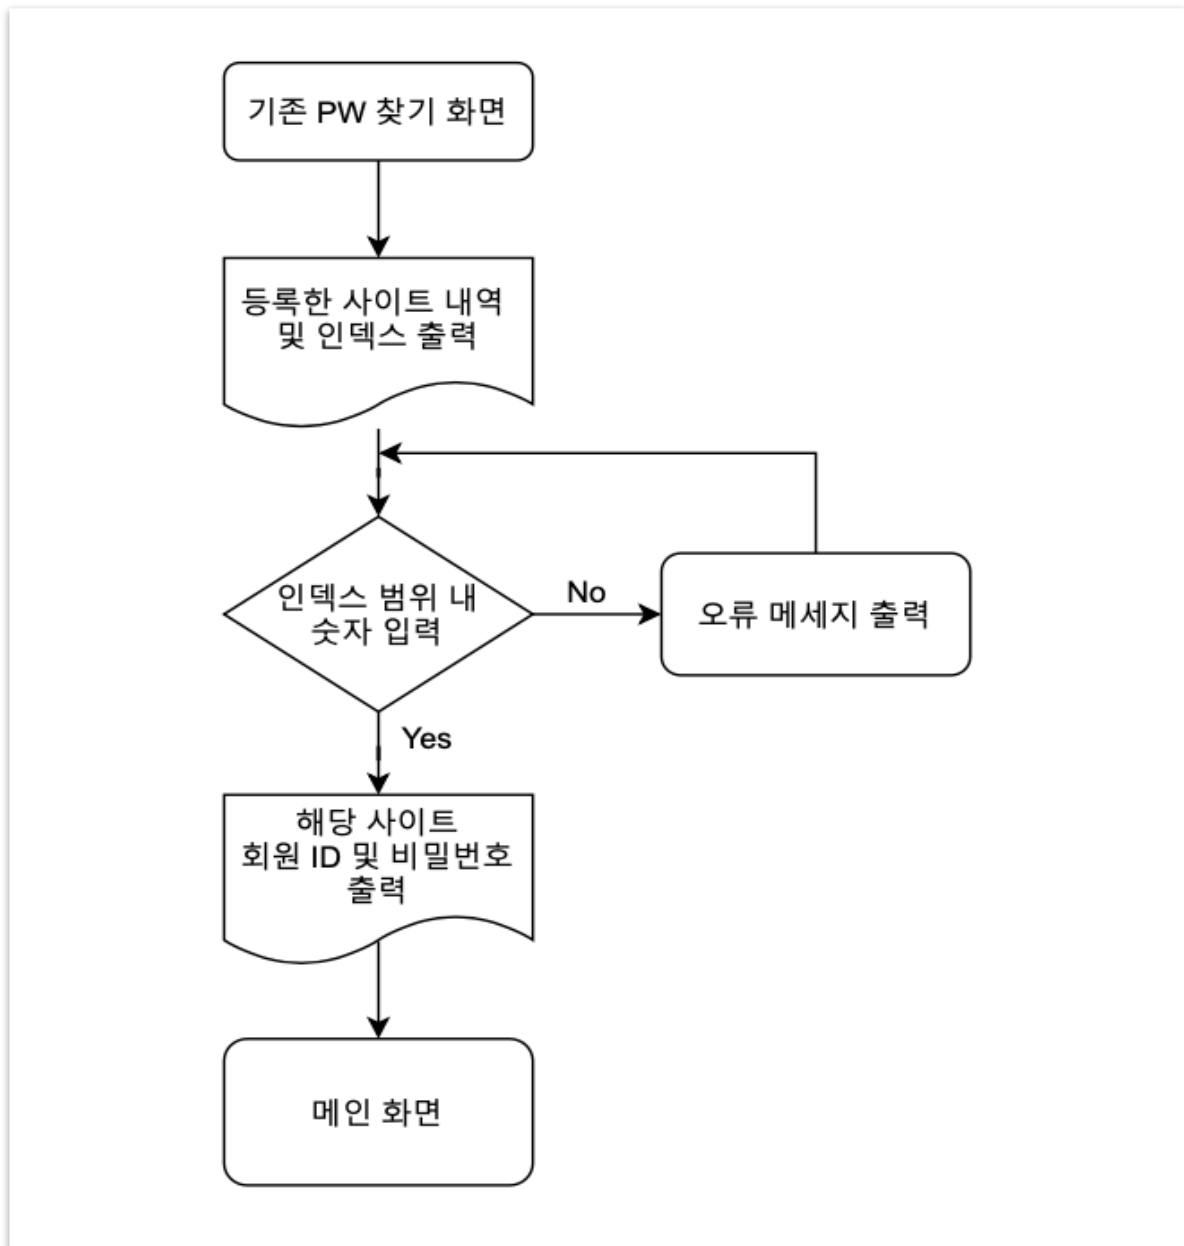 기존 PW 찾기 화면
등록한 사이트 내역
및 인덱스 출력
인덱스 범위 내
숫자 입력
No
오류 메세지 출력
Yes
해당 사이트
회원 ID 및 비밀번호
출력
메인 화면